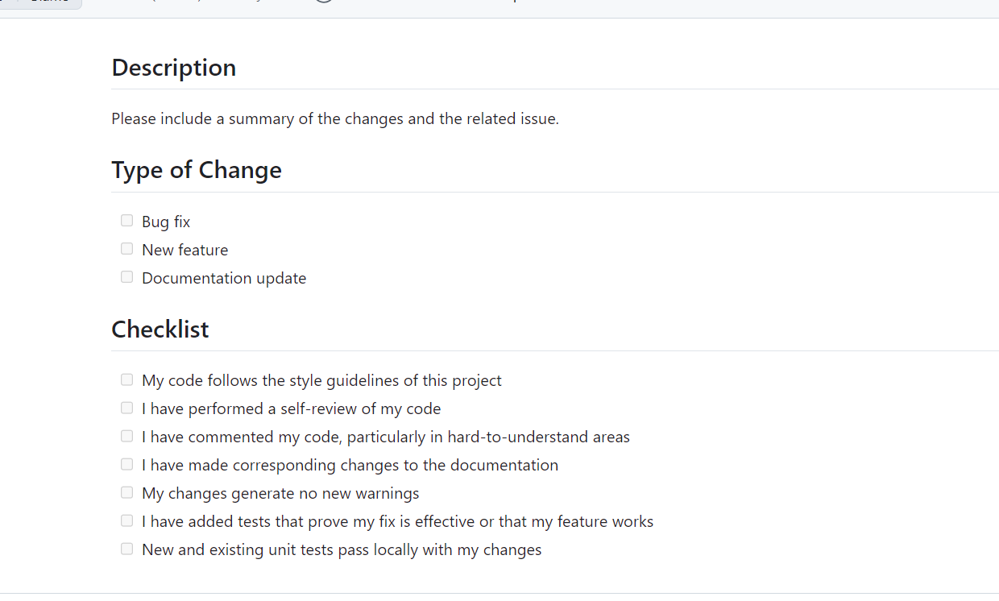 Description
Please include a summary of the changes and the related issue.
Type of Change
Bug fix
New feature
Documentation update
Checklist
My code follows the style guidelines of this project
I have performed a self-review of my code
I have commented my code, particularly in hard-to-understand areas
I have made corresponding changes to the documentation
My changes generate no new warnings
I have added tests that prove my fix is effective or that my feature works
New and existing unit tests pass locally with my changes